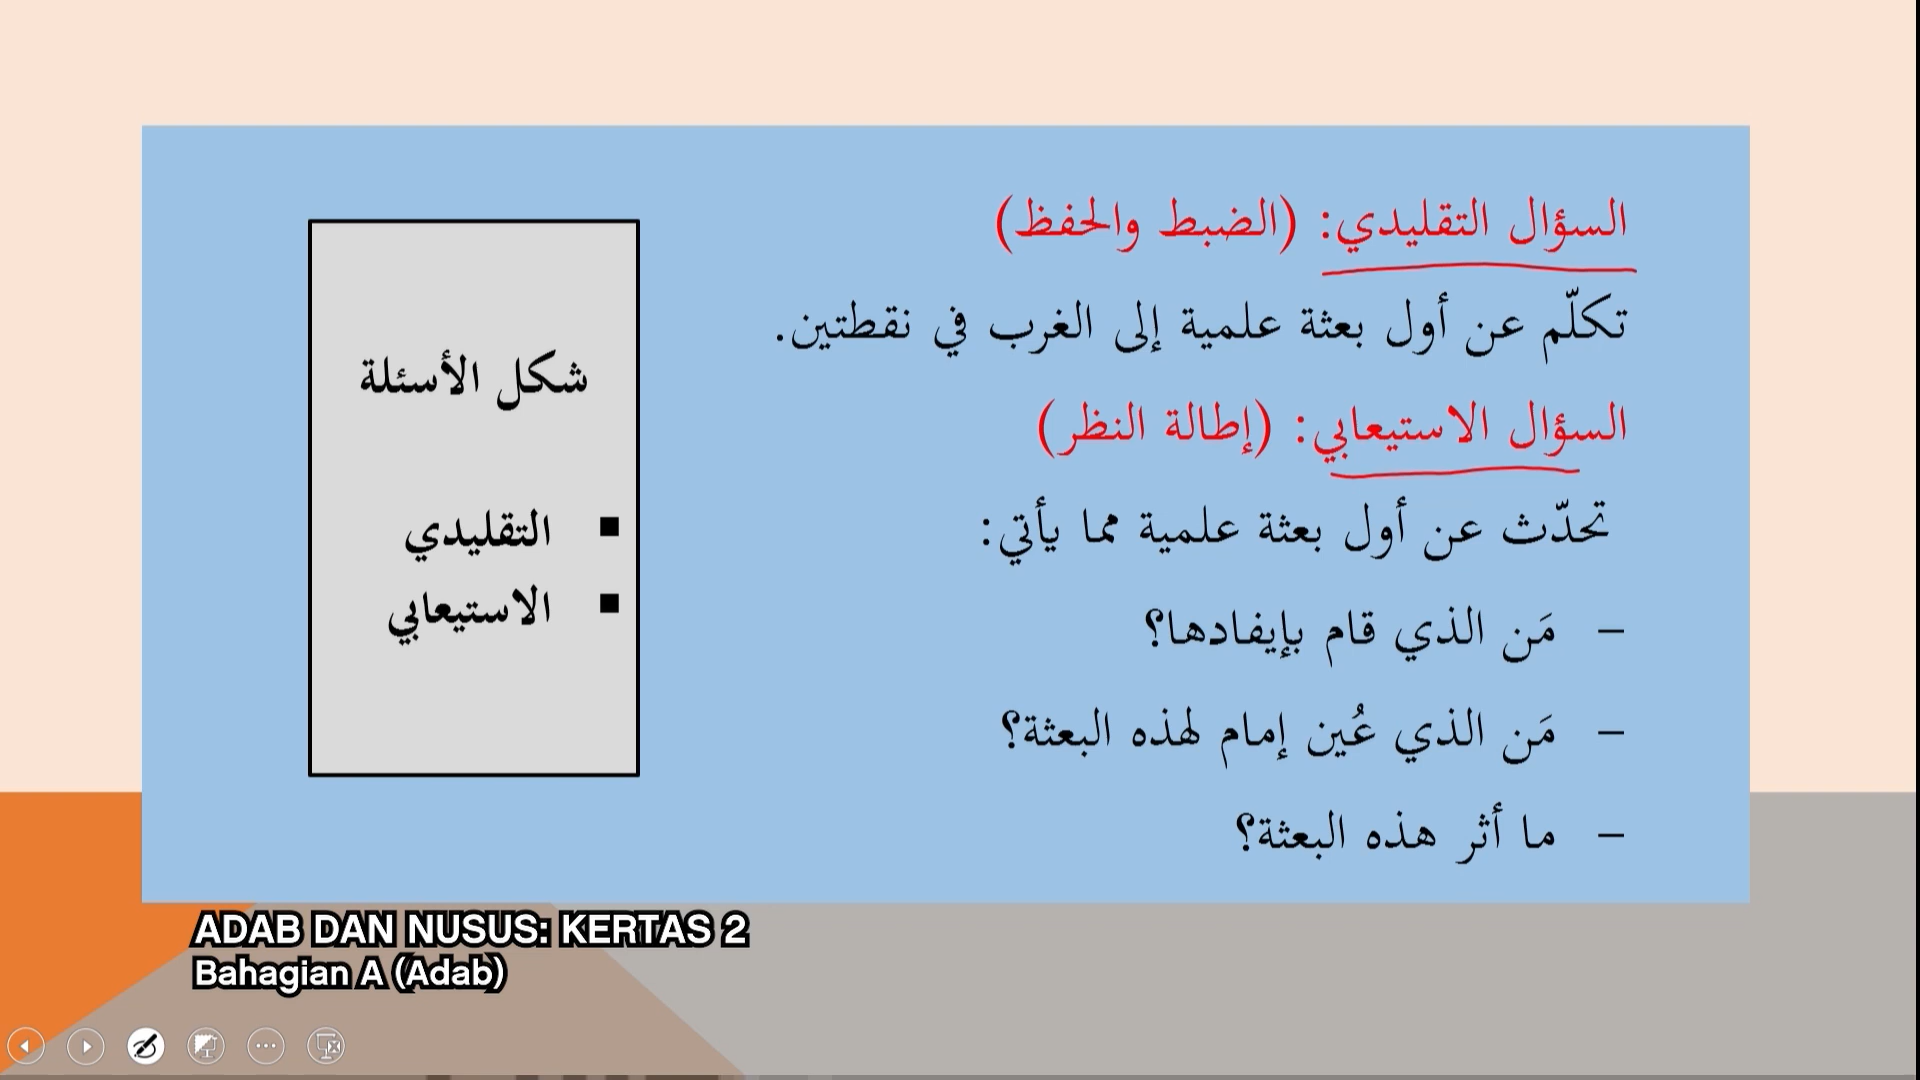 السؤال التقليدي: (الضبط والحفظ)
تكلّم عن أول بعثة علمية إلى الغرب في نقطتين.
السؤال الاستيعابي: (إطالة النظر)
تحدّث عن أول بعثة علمية مما يأتي:
– مَن الذي قام بإيفادها؟
– مَن الذي عُين إمام لهذه البعثة؟
– ما أثر هذه البعثة؟
شكل الأسئلة
▪ التقليدي
▪ الاستيعابي
ADAB DAN NUSUS: KERTAS 2
Bahagian A (Adab)